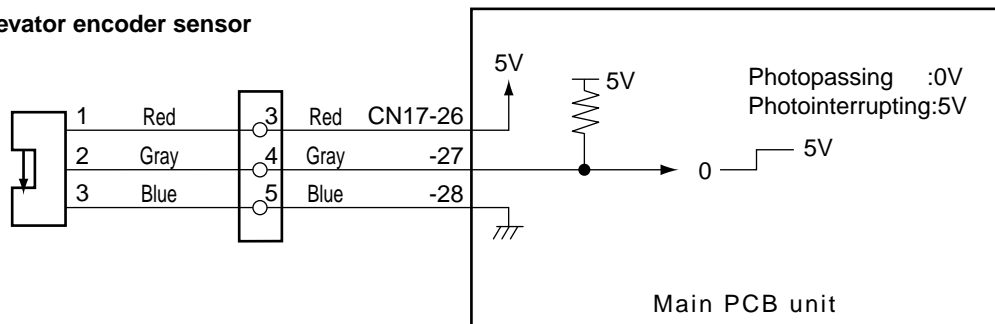 evator encoder sensor
5V
5V
Photopassing :0V
Photointerrupting:5V
1 Red 3 Red CN17-26
2 Gray 4 Gray -27
0 5V
3 Blue 5 Blue -28
Main PCB unit